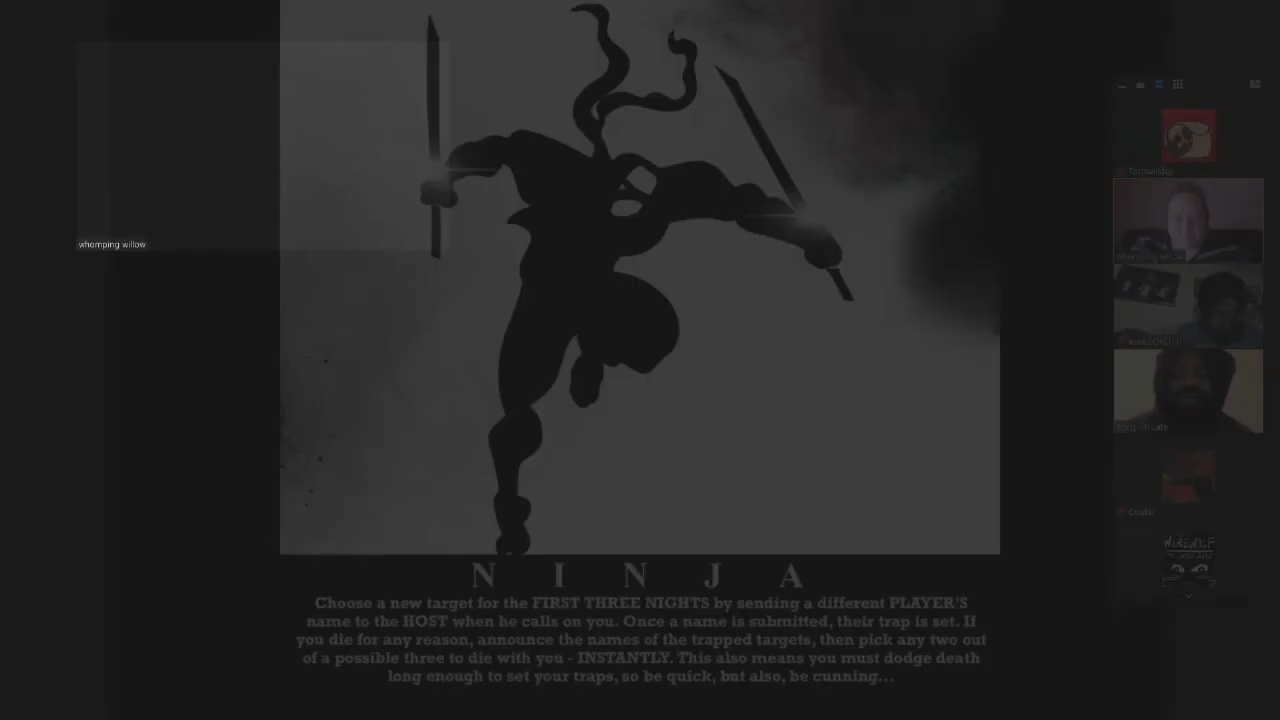 whomping willow
WEREWOLF
N I N J A
Choose a new target for the FIRST THREE NIGHTS by sending a different PLAYER'S
name to the HOST when he calls on you. Once a name is submitted, their trap is set. If
you die for any reason, announce the names of the trapped targets, then pick any two out
of a possible three to die with you - INSTANTLY. This also means you must dodge death
long enough to set your traps, so be quick, but also, be cunning...